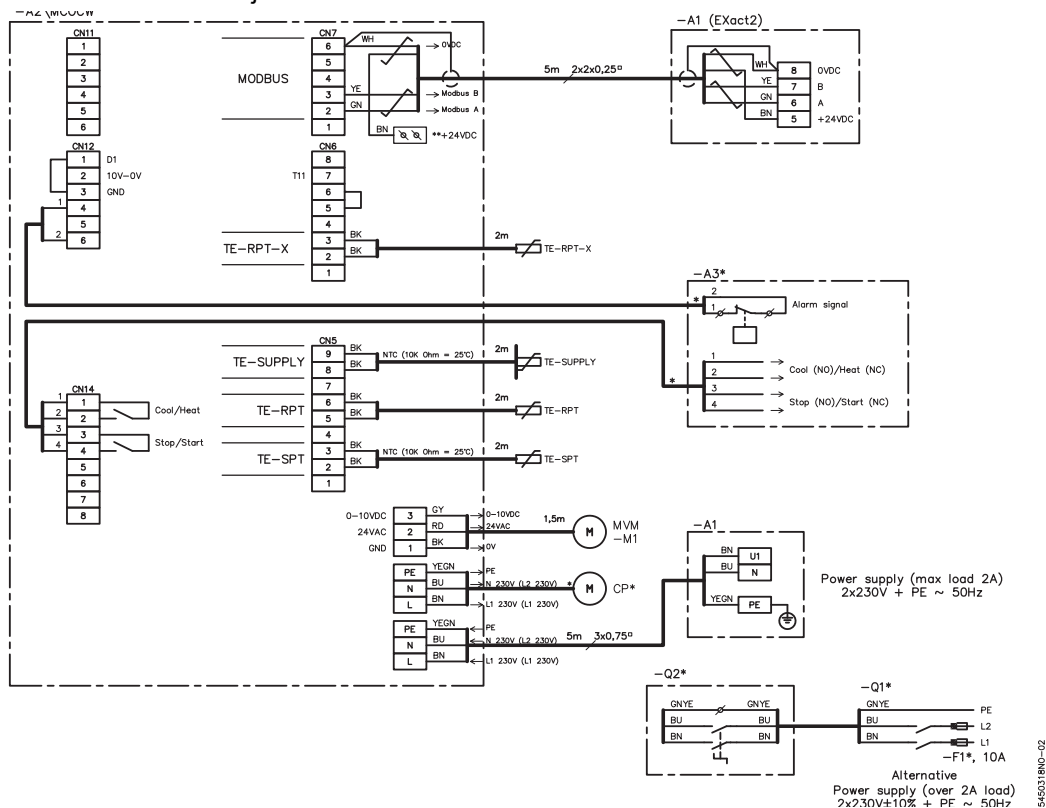 -A2 (MCOCW
CN11
1
2
3
4
5
6
CN12
1 D1
2 10V-0V
3 GND
1 4
5
2 6
MODBUS
CN7
6 WH → 0VDC
5
4
3 YE → Modbus B
2 GN → Modbus A
1
BN **+24VDC
5m 2x2x0,25¤
-A1 (EXact2)
WH 8 0VDC
YE 7 B
GN 6 A
BN 5 +24VDC
CN6
8
T11 7
6
5
4
TE-RPT-X 3 BK
2 BK
1
2m
TE-RPT-X
-A3*
* 2
1
Alarm signal
* 1
2 Cool (NO)/Heat (NC)
3
4 Stop (NO)/Start (NC)
CN5
TE-SUPPLY 9 BK
8 BK
NTC (10K Ohm = 25°C) 2m TE-SUPPLY
7
TE-RPT 6 BK
5 BK
2m TE-RPT
4
TE-SPT 3 BK
2 BK
NTC (10K Ohm = 25°C) 2m TE-SPT
1
CN14
1 1
2 2 Cool/Heat
3 3
4 4 Stop/Start
5
6
7
8
0-10VDC 3 GY → 0-10VDC
24VAC 2 RD → 24VAC
GND 1 BK → 0V
1,5m
M MVM
-M1
PE YEGN → PE
N BU → N 230V (L2 230V)
L BN → L1 230V (L1 230V)
* M CP*
PE YEGN ← PE
N BU ← N 230V (L2 230V)
L BN ← L1 230V (L1 230V)
5m 3x0,75¤
-A1
BN U1
BU N
YEGN PE
Power supply (max load 2A)
2x230V + PE ~ 50Hz
-Q2*
GNYE GNYE
BU BU
BN BN
-Q1*
GNYE PE
BU L2
BN L1
-F1*, 10A
Alternative
Power supply (over 2A load)
2x230V±10% + PE ~ 50Hz
5450318N0-02